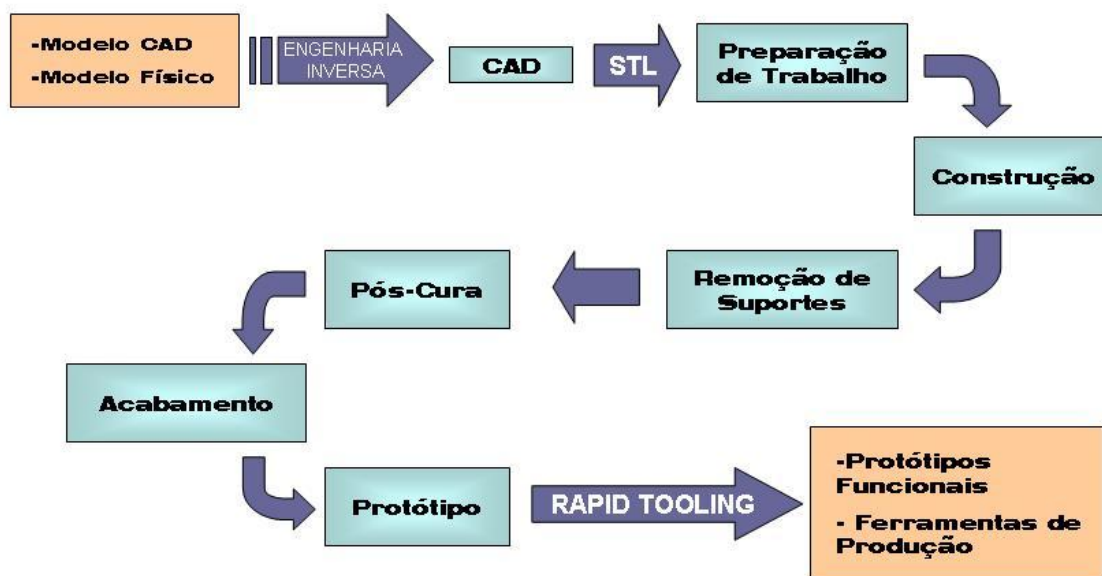 -Modelo CAD
-Modelo Físico
ENGENHARIA
INVERSA
CAD
STL
Preparação
de Trabalho
Construção
Remoção de
Suportes
Pós-Cura
Acabamento
Protótipo
RAPID TOOLING
-Protótipos
Funcionais
- Ferramentas de
Produção